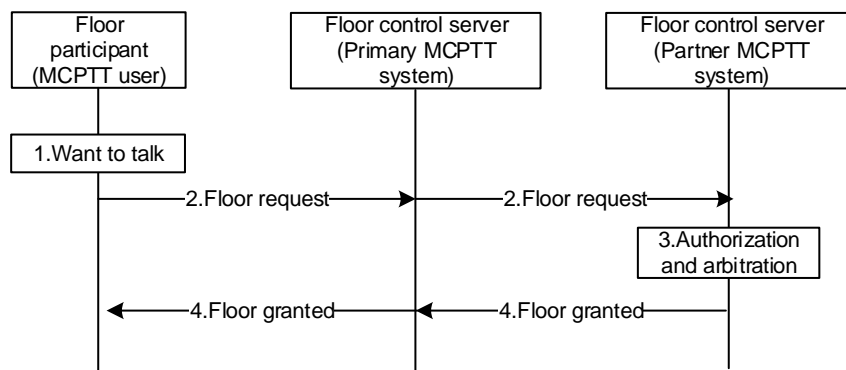 Floor
participant
(MCPTT user)
Floor control server
(Primary MCPTT
system)
Floor control server
(Partner MCPTT
system)
1.Want to talk
2.Floor request
2.Floor request
3.Authorization
and arbitration
4.Floor granted
4.Floor granted